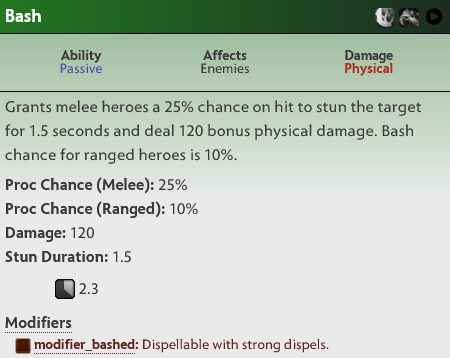 Bash
Ability Affects Damage
Passive Enemies Physical
Grants melee heroes a 25% chance on hit to stun the target
for 1.5 seconds and deal 120 bonus physical damage. Bash
chance for ranged heroes is 10%.
Proc Chance (Melee): 25%
Proc Chance (Ranged): 10%
Damage: 120
Stun Duration: 1.5
2.3
Modifiers
modifier_bashed: Dispellable with strong dispels.